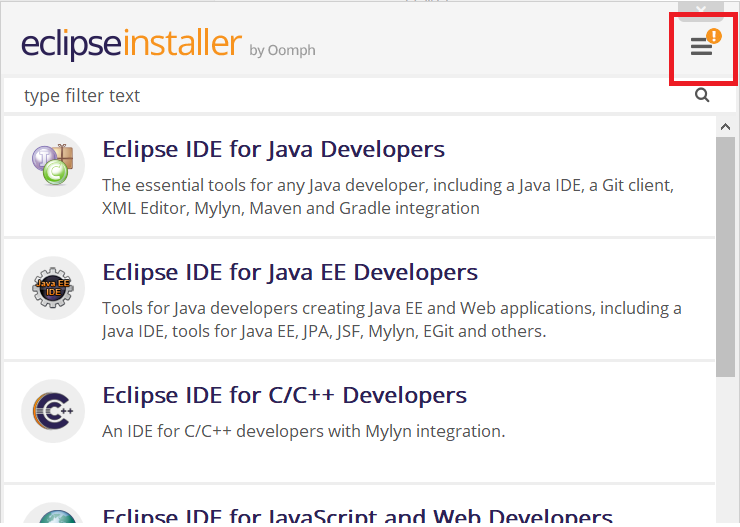 eclipseinstaller by Oomph
type filter text
Eclipse IDE for Java Developers
The essential tools for any Java developer, including a Java IDE, a Git client,
XML Editor, Mylyn, Maven and Gradle integration
Java EE
IDE
Eclipse IDE for Java EE Developers
Tools for Java developers creating Java EE and Web applications, including a
Java IDE, tools for Java EE, JPA, JSF, Mylyn, EGit and others.
C++
Eclipse IDE for C/C++ Developers
An IDE for C/C++ developers with Mylyn integration.
Eclipse IDE for JavaScript and Web Developers